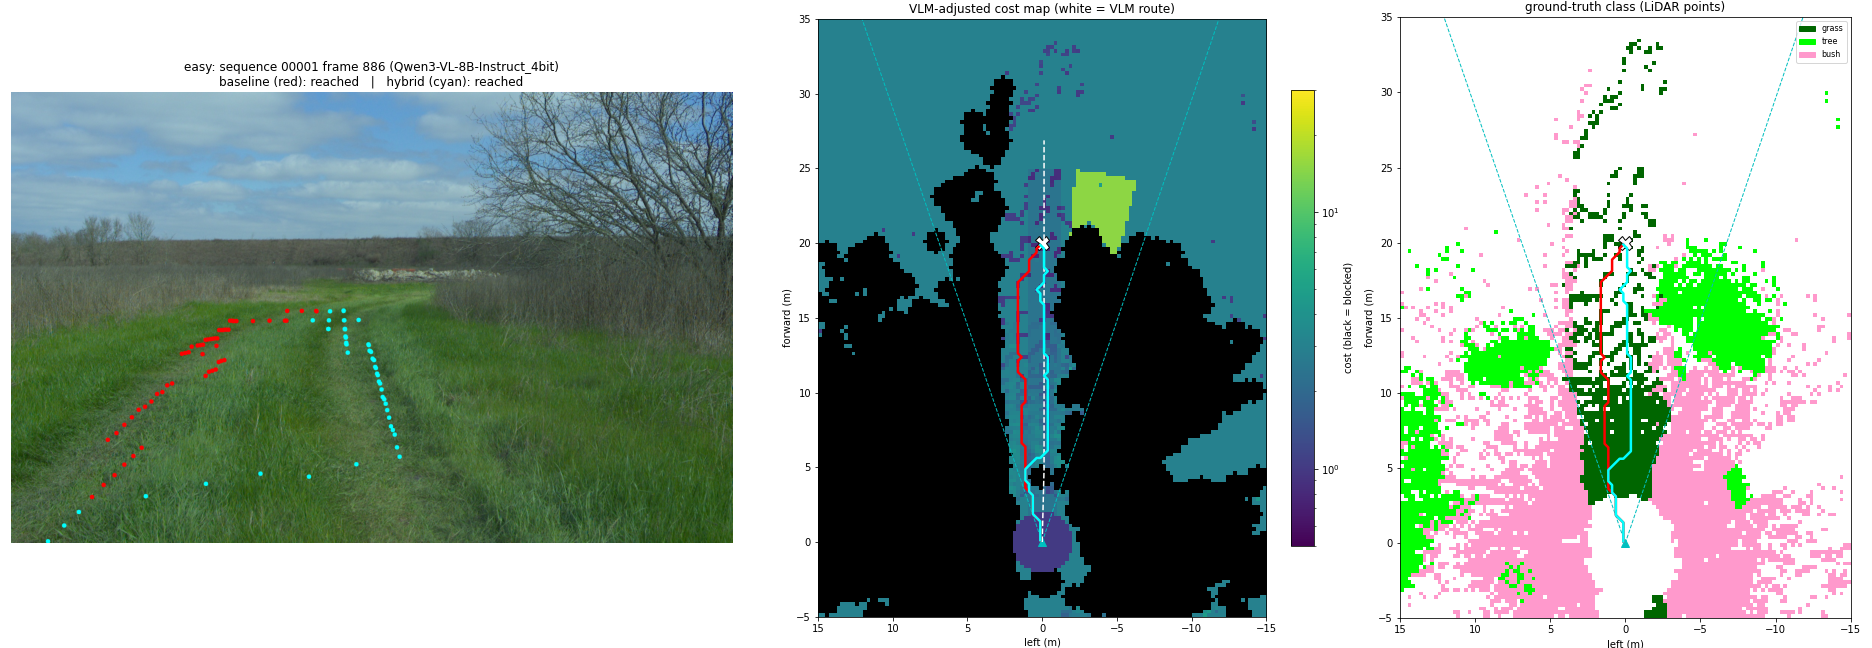 easy: sequence 00001 frame 886 (Qwen3-VL-8B-Instruct_4bit)
baseline (red): reached | hybrid (cyan): reached
VLM-adjusted cost map (white = VLM route)
35
30
25
20
15
10
5
0
−5
15
10
5
0
−5
−10
−15
forward (m)
left (m)
10¹
10⁰
cost (black = blocked)
ground-truth class (LiDAR points)
grass
tree
bush
35
30
25
20
15
10
5
0
−5
15
10
5
0
−5
−10
−15
forward (m)
left (m)